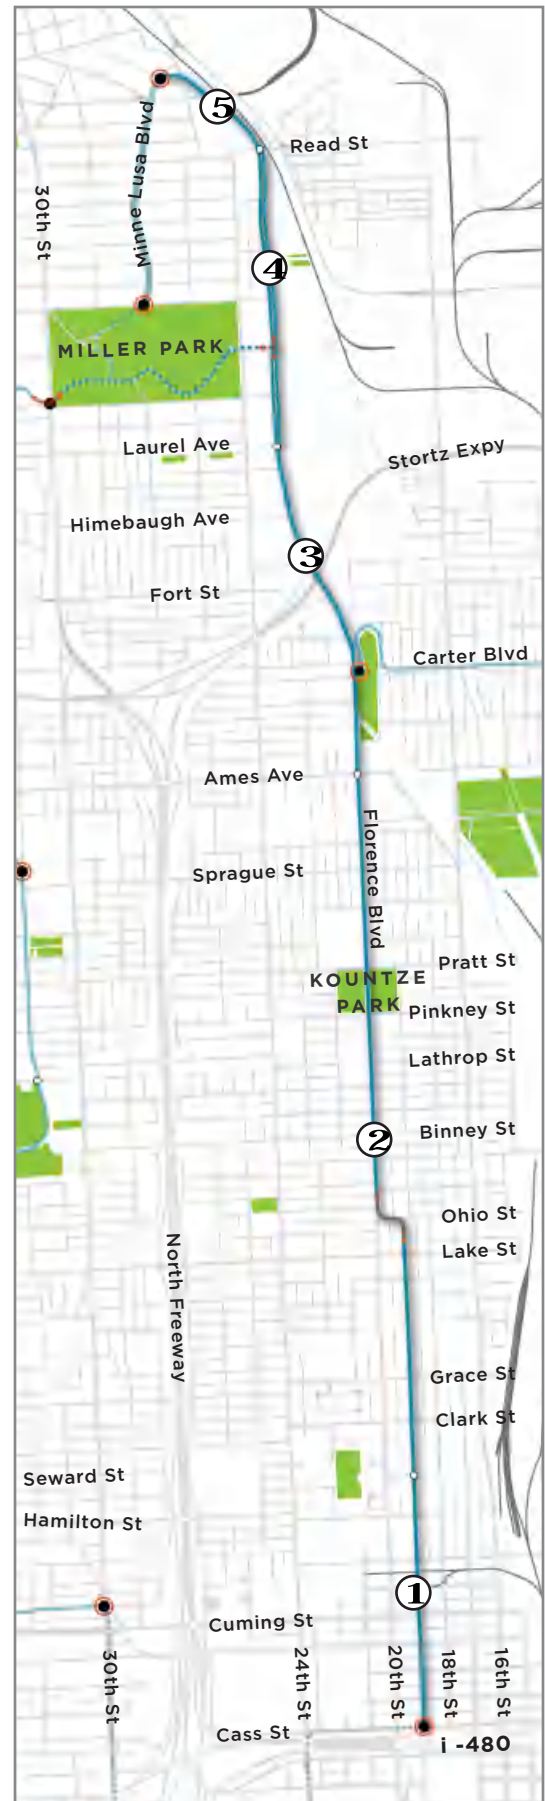 5
Read St
Minne Lusa Blvd
30th St
4
MILLER PARK
Laurel Ave
Stortz Expy
Himebaugh Ave
3
Fort St
Carter Blvd
Ames Ave
Florence Blvd
Sprague St
Pratt St
KOUNTZE
PARK
Pinkney St
Lathrop St
2
Binney St
Ohio St
North Freeway
Lake St
Grace St
Clark St
Seward St
Hamilton St
1
Cuming St
30th St
24th St
20th St
18th St
16th St
Cass St
i -480